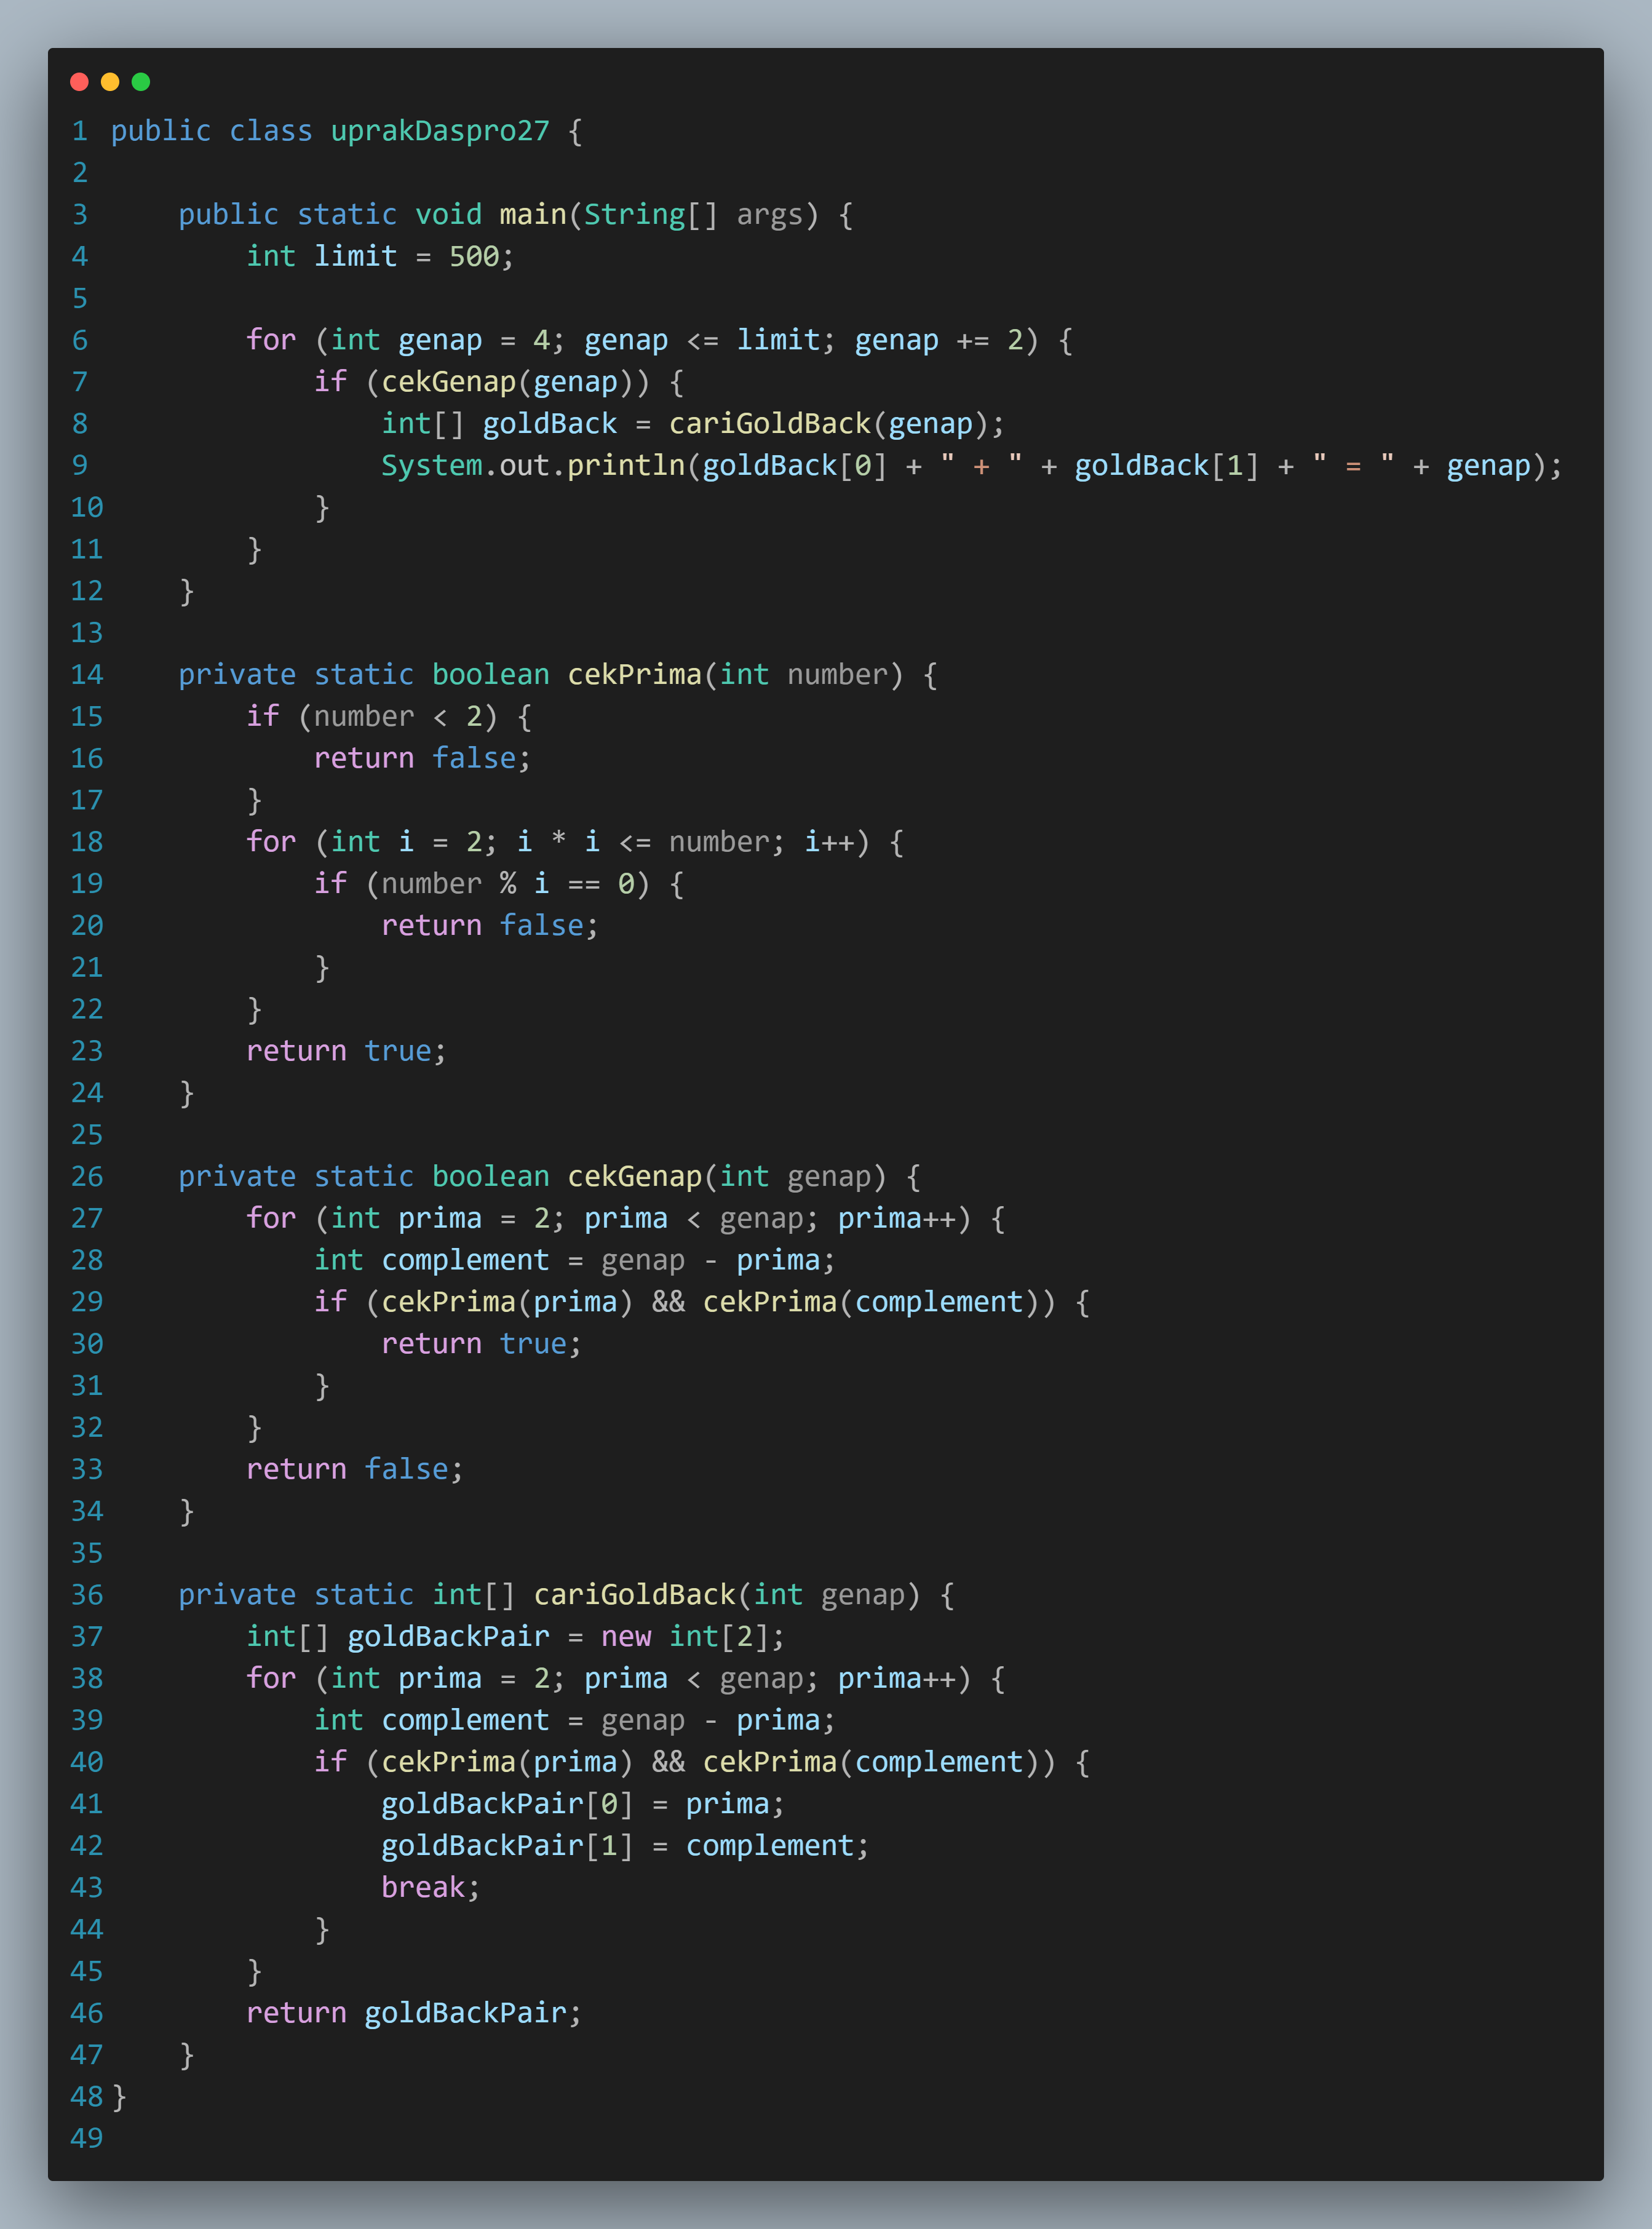 1 public class uprakDaspro27 {
2
3     public static void main(String[] args) {
4         int limit = 500;
5
6         for (int genap = 4; genap <= limit; genap += 2) {
7             if (cekGenap(genap)) {
8                 int[] goldBack = cariGoldBack(genap);
9                 System.out.println(goldBack[0] + " + " + goldBack[1] + " = " + genap);
10             }
11         }
12     }
13
14     private static boolean cekPrima(int number) {
15         if (number < 2) {
16             return false;
17         }
18         for (int i = 2; i * i <= number; i++) {
19             if (number % i == 0) {
20                 return false;
21             }
22         }
23         return true;
24     }
25
26     private static boolean cekGenap(int genap) {
27         for (int prima = 2; prima < genap; prima++) {
28             int complement = genap - prima;
29             if (cekPrima(prima) && cekPrima(complement)) {
30                 return true;
31             }
32         }
33         return false;
34     }
35
36     private static int[] cariGoldBack(int genap) {
37         int[] goldBackPair = new int[2];
38         for (int prima = 2; prima < genap; prima++) {
39             int complement = genap - prima;
40             if (cekPrima(prima) && cekPrima(complement)) {
41                 goldBackPair[0] = prima;
42                 goldBackPair[1] = complement;
43                 break;
44             }
45         }
46         return goldBackPair;
47     }
48 }
49